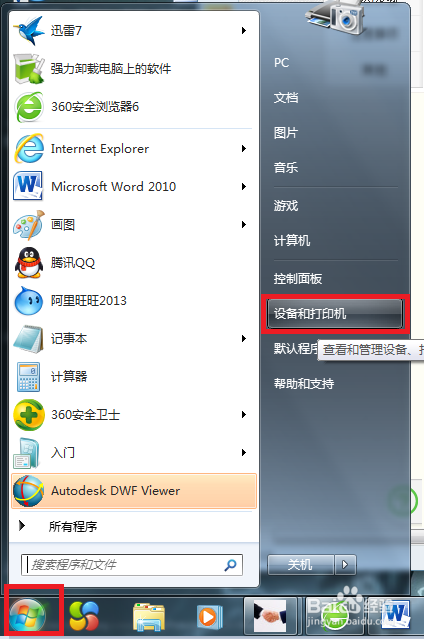 迅雷7
强力卸载电脑上的软件
360安全浏览器6
Internet Explorer
Microsoft Word 2010
画图
腾讯QQ
阿里旺旺2013
记事本
计算器
360安全卫士
入门
Autodesk DWF Viewer
所有程序
搜索程序和文件
PC
文档
图片
音乐
游戏
计算机
控制面板
设备和打印机
默认程序
查看和管理设备、
帮助和支持
关机
Baidu 经验
jingyan.baidu.com